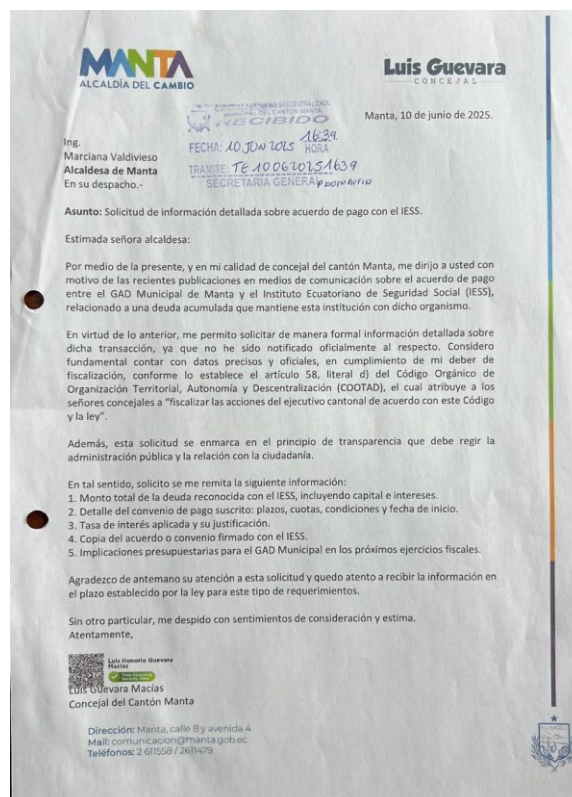 MANTA
ALCALDÍA DEL CAMBIO
Luis Guevara
CONCEJAL
Manta, 10 de junio de 2025.
RECIBIDO
FECHA: 10 JUN 2025 16:39 HORA
TRAMITE: TE100620251639
SECRETARIA GENERAL
Ing.
Marciana Valdivieso
Alcaldesa de Manta
En su despacho.-
Asunto: Solicitud de información detallada sobre acuerdo de pago con el IESS.
Estimada señora alcaldesa:
Por medio de la presente, y en mi calidad de concejal del cantón Manta, me dirijo a usted con
motivo de las recientes publicaciones en medios de comunicación sobre el acuerdo de pago
entre el GAD Municipal de Manta y el Instituto Ecuatoriano de Seguridad Social (IESS),
relacionado a una deuda acumulada que mantiene esta institución con dicho organismo.
En virtud de lo anterior, me permito solicitar de manera formal información detallada sobre
dicha transacción, ya que no he sido notificado oficialmente al respecto. Considero
fundamental contar con datos precisos y oficiales, en cumplimiento de mi deber de
fiscalización, conforme lo establece el artículo 58, literal d) del Código Orgánico de
Organización Territorial, Autonomía y Descentralización (COOTAD), el cual atribuye a los
señores concejales a “fiscalizar las acciones del ejecutivo cantonal de acuerdo con este Código
y la ley”.
Además, esta solicitud se enmarca en el principio de transparencia que debe regir la
administración pública y la relación con la ciudadanía.
En tal sentido, solicito se me remita la siguiente información:
1. Monto total de la deuda reconocida con el IESS, incluyendo capital e intereses.
2. Detalle del convenio de pago suscrito: plazos, cuotas, condiciones y fecha de inicio.
3. Tasa de interés aplicada y su justificación.
4. Copia del acuerdo o convenio firmado con el IESS.
5. Implicaciones presupuestarias para el GAD Municipal en los próximos ejercicios fiscales.
Agradezco de antemano su atención a esta solicitud y quedo atento a recibir la información en
el plazo establecido por la ley para este tipo de requerimientos.
Sin otro particular, me despido con sentimientos de consideración y estima.
Atentamente,
Luis Honorio Guevara
Macias
Luis Guevara Macías
Concejal del Cantón Manta
Dirección: Manta, calle 8 y avenida 4
Mail: comunicacion@manta.gob.ec
Teléfonos: 2 611558 / 2611479